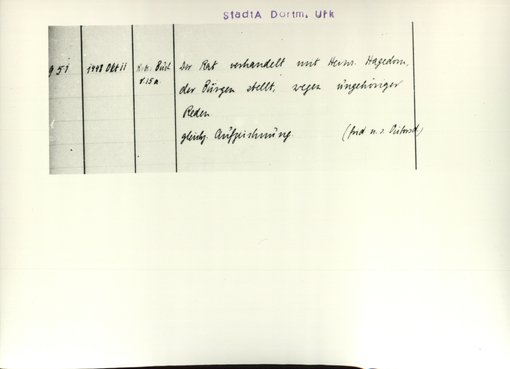 StadtA Dortm. Urk
951 1448 Okt 11 Der Rat verhandelt mit Herm. Hagedorn,
der Bürgen stellt, wegen ungehöriger
Reden.
gleichz. Aufzeichnung